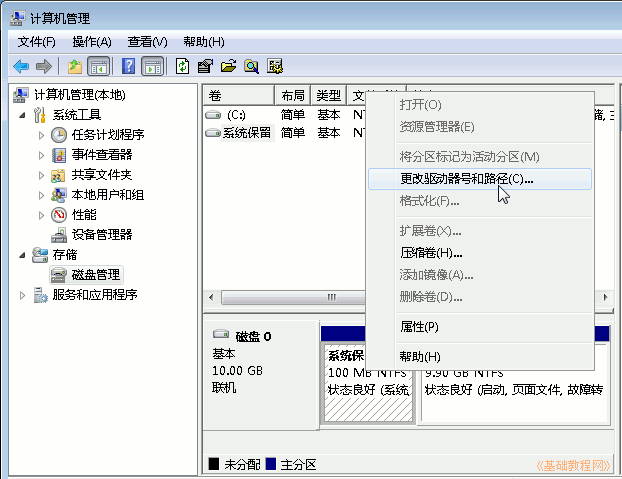 计算机管理
文件(F) 操作(A) 查看(V) 帮助(H)
计算机管理(本地)
系统工具
任务计划程序
事件查看器
共享文件夹
本地用户和组
性能
设备管理器
存储
磁盘管理
服务和应用程序
卷 布局 类型
(C:) 简单 基本
系统保留 简单 基本
打开(O)
资源管理器(E)
将分区标记为活动分区(M)
更改驱动器号和路径(C)...
格式化(F)...
扩展卷(X)...
压缩卷(H)...
添加镜像(A)...
删除卷(D)...
属性(P)
帮助(H)
磁盘 0
基本
10.00 GB
联机
系统保
100 MB NTFS
状态良好 (系统,
9.90 GB NTFS
状态良好 (启动, 页面文件, 故障转
未分配 主分区
《基础教程网》